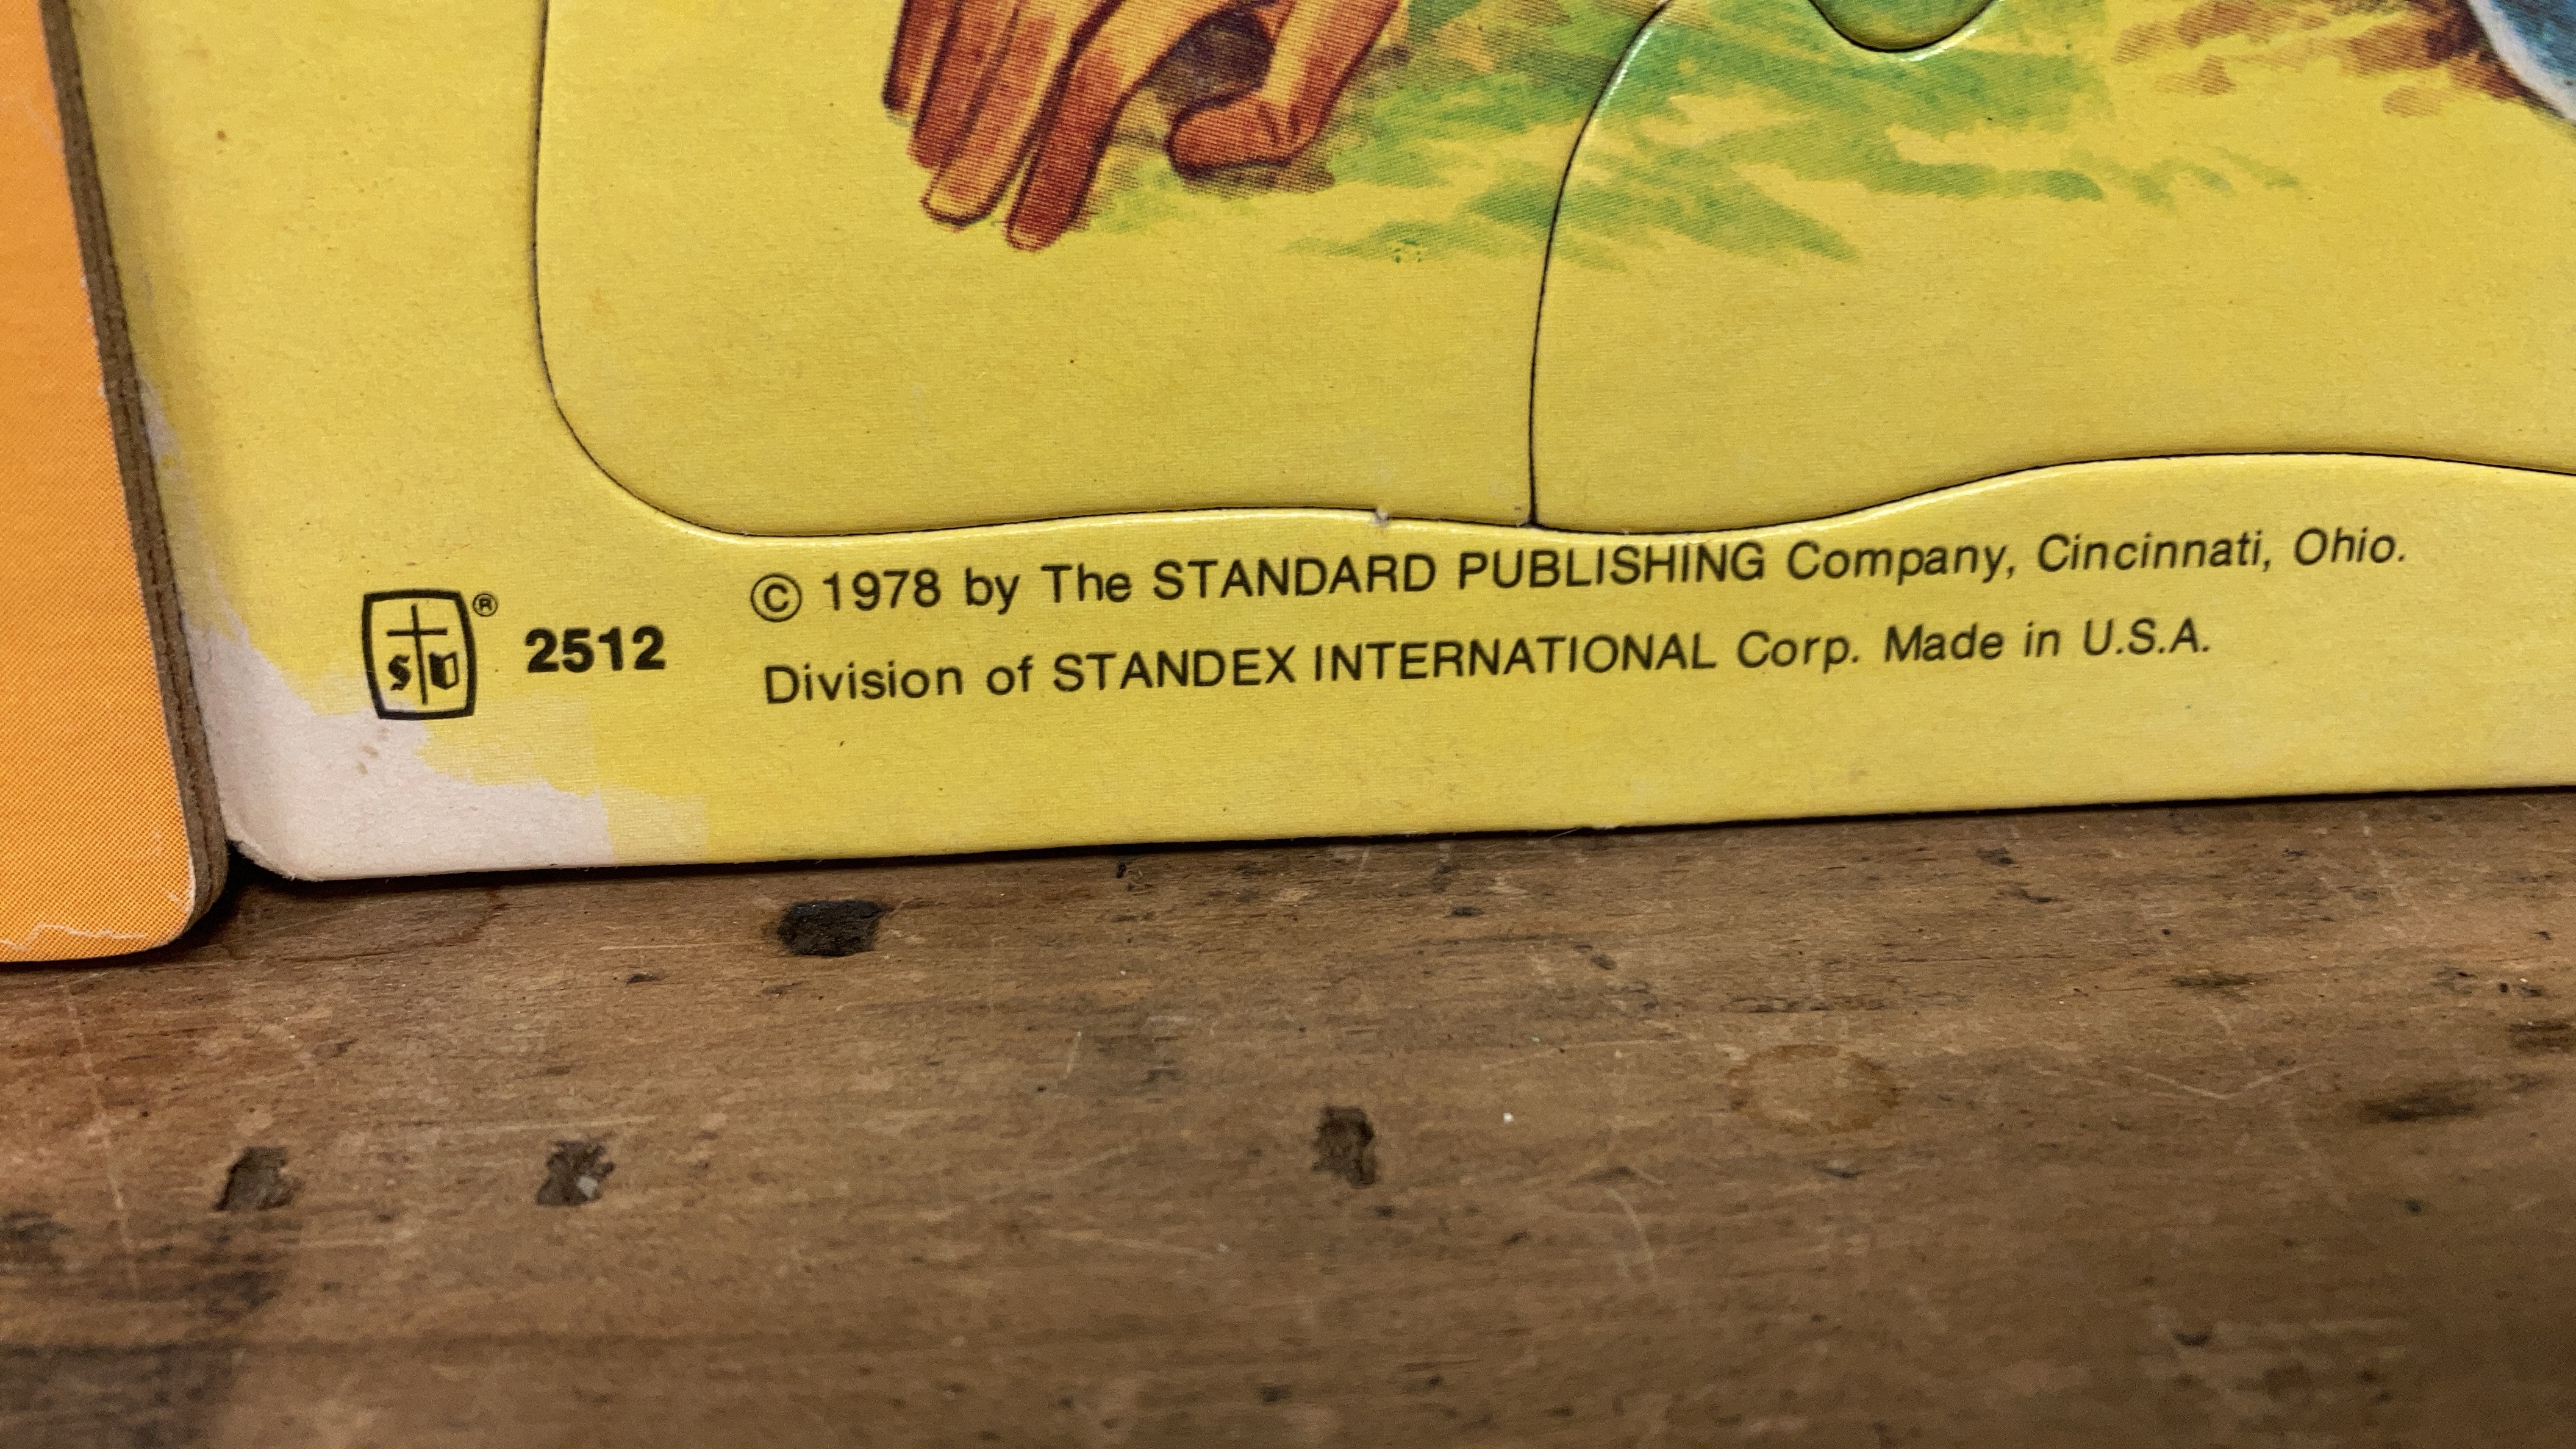 © 1978 by The STANDARD PUBLISHING Company, Cincinnati, Ohio.
S ® 2512
Division of STANDEX INTERNATIONAL Corp. Made in U.S.A.